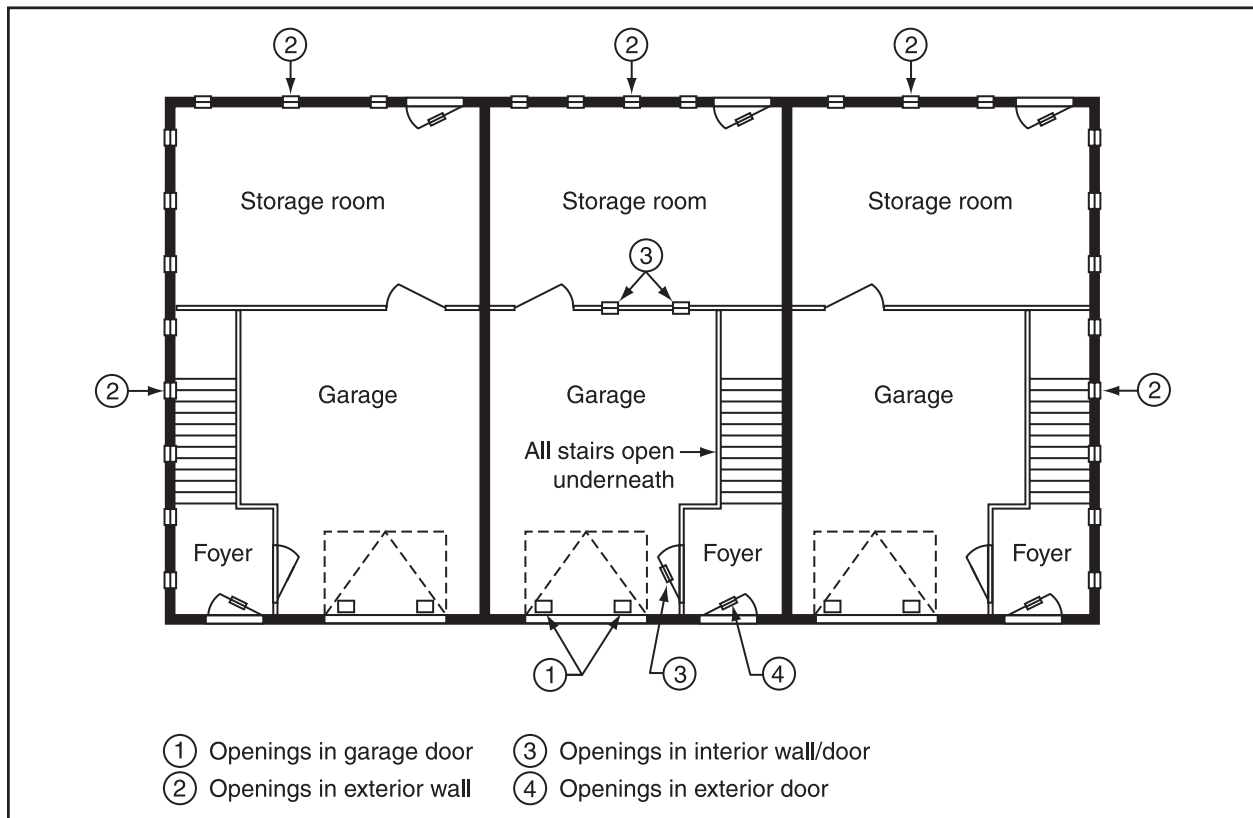 2
2
2
Storage room
Storage room
Storage room
3
2
Garage
Garage
Garage
2
All stairs open
underneath
Foyer
Foyer
Foyer
1
3
4
1 Openings in garage door
3 Openings in interior wall/door
2 Openings in exterior wall
4 Openings in exterior door